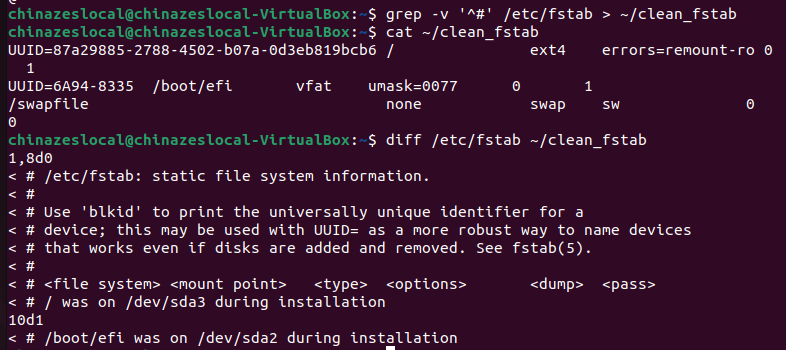 chinazeslocal@chinazeslocal-VirtualBox:~$ grep -v '^#' /etc/fstab > ~/clean_fstab
chinazeslocal@chinazeslocal-VirtualBox:~$ cat ~/clean_fstab
UUID=87a29885-2788-4502-b07a-0d3eb819bcb6 /               ext4    errors=remount-ro 0
  1
UUID=6A94-8335  /boot/efi       vfat    umask=0077      0       1
/swapfile                                 none            swap    sw              0
0
chinazeslocal@chinazeslocal-VirtualBox:~$ diff /etc/fstab ~/clean_fstab
1,8d0
< # /etc/fstab: static file system information.
< #
< # Use 'blkid' to print the universally unique identifier for a
< # device; this may be used with UUID= as a more robust way to name devices
< # that works even if disks are added and removed. See fstab(5).
< #
< # <file system> <mount point>   <type>  <options>       <dump>  <pass>
< # / was on /dev/sda3 during installation
10d1
< # /boot/efi was on /dev/sda2 during installation